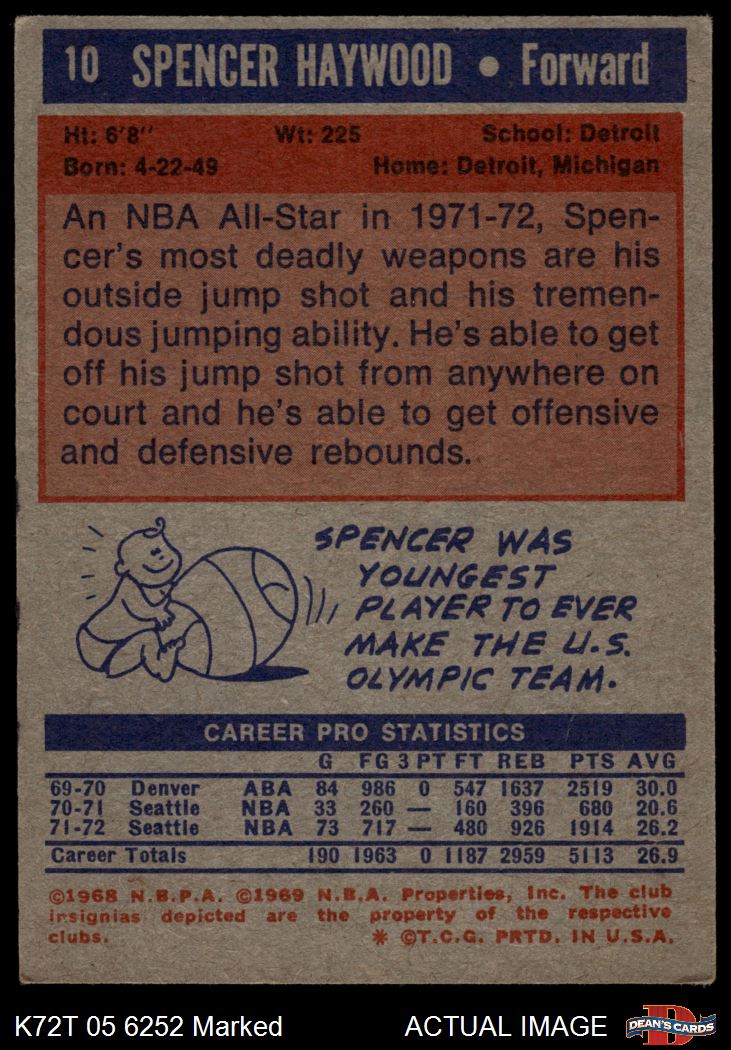 10 SPENCER HAYWOOD • Forward
Ht: 6'8" Wt: 225 School: Detroit
Born: 4-22-49 Home: Detroit, Michigan
An NBA All-Star in 1971-72, Spen-
cer's most deadly weapons are his
outside jump shot and his tremen-
dous jumping ability. He's able to get
off his jump shot from anywhere on
court and he's able to get offensive
and defensive rebounds.
SPENCER WAS
YOUNGEST
PLAYER TO EVER
MAKE THE U.S.
OLYMPIC TEAM.
CAREER PRO STATISTICS
G FG 3 PT FT REB PTS AVG
69-70 Denver ABA 84 986 0 547 1637 2519 30.0
70-71 Seattle NBA 33 260 — 160 396 680 20.6
71-72 Seattle NBA 73 717 — 480 926 1914 26.2
Career Totals 190 1963 0 1187 2959 5113 26.9
©1968 N.B.P.A. ©1969 N.B.A. Properties, Inc. The club
insignias depicted are the property of the respective
clubs. * ©T.C.G. PRTD. IN U.S.A.
K72T 05 6252 Marked ACTUAL IMAGE DEAN'S CARDS